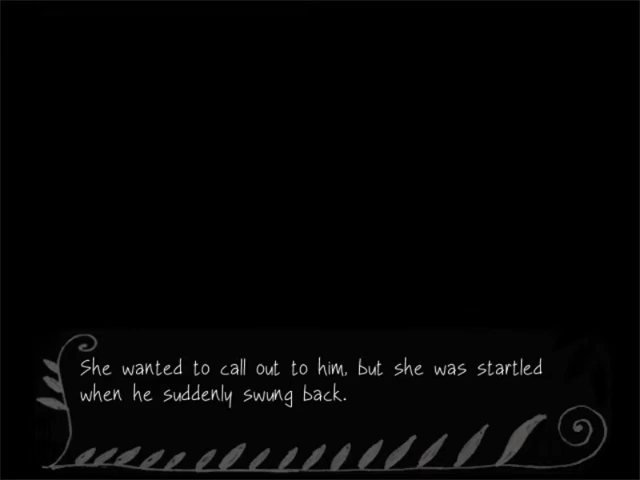 She wanted to call out to him, but she was startled
when he suddenly swung back.